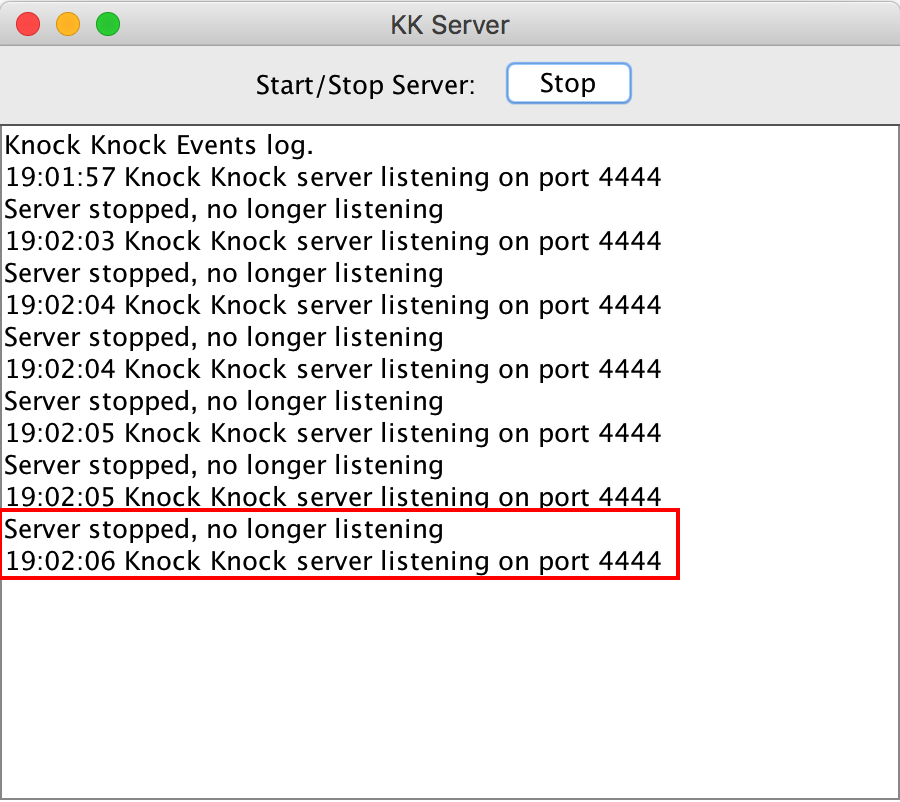 KK Server
Start/Stop Server: Stop
Knock Knock Events log.
19:01:57 Knock Knock server listening on port 4444
Server stopped, no longer listening
19:02:03 Knock Knock server listening on port 4444
Server stopped, no longer listening
19:02:04 Knock Knock server listening on port 4444
Server stopped, no longer listening
19:02:04 Knock Knock server listening on port 4444
Server stopped, no longer listening
19:02:05 Knock Knock server listening on port 4444
Server stopped, no longer listening
19:02:05 Knock Knock server listening on port 4444
Server stopped, no longer listening
19:02:06 Knock Knock server listening on port 4444